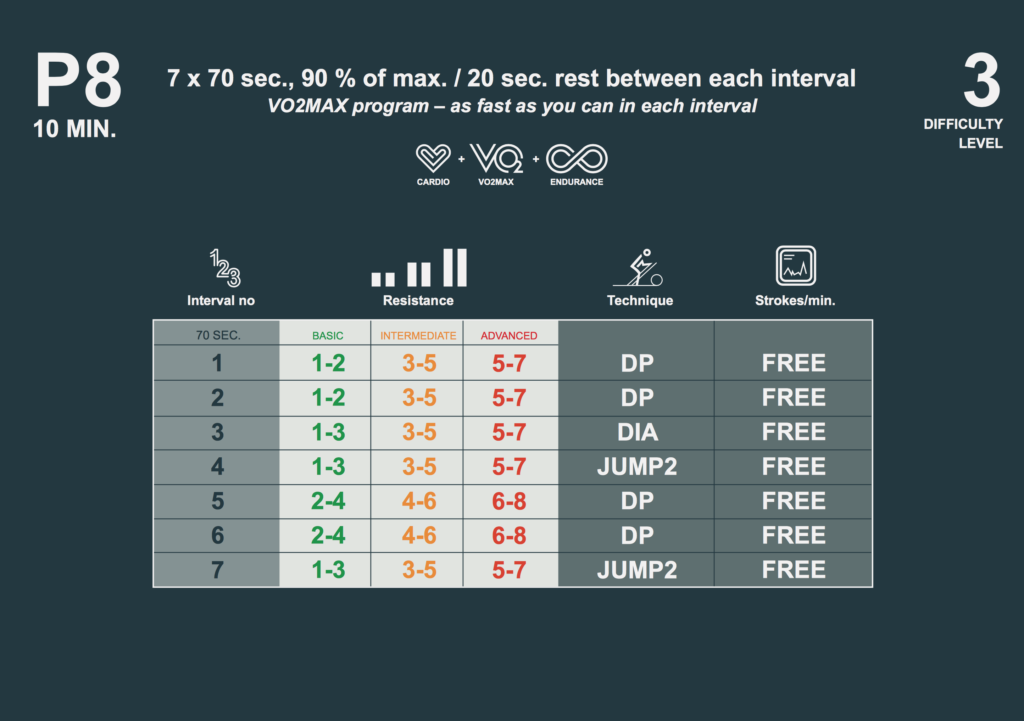 P8
10 MIN.
7 x 70 sec., 90 % of max. / 20 sec. rest between each interval
VO2MAX program – as fast as you can in each interval
3
DIFFICULTY
LEVEL
+ VO2 +
CARDIO VO2MAX ENDURANCE
123
Interval no Resistance Technique Strokes/min.
70 SEC. BASIC INTERMEDIATE ADVANCED
1 1-2 3-5 5-7 DP FREE
2 1-2 3-5 5-7 DP FREE
3 1-3 3-5 5-7 DIA FREE
4 1-3 3-5 5-7 JUMP2 FREE
5 2-4 4-6 6-8 DP FREE
6 2-4 4-6 6-8 DP FREE
7 1-3 3-5 5-7 JUMP2 FREE